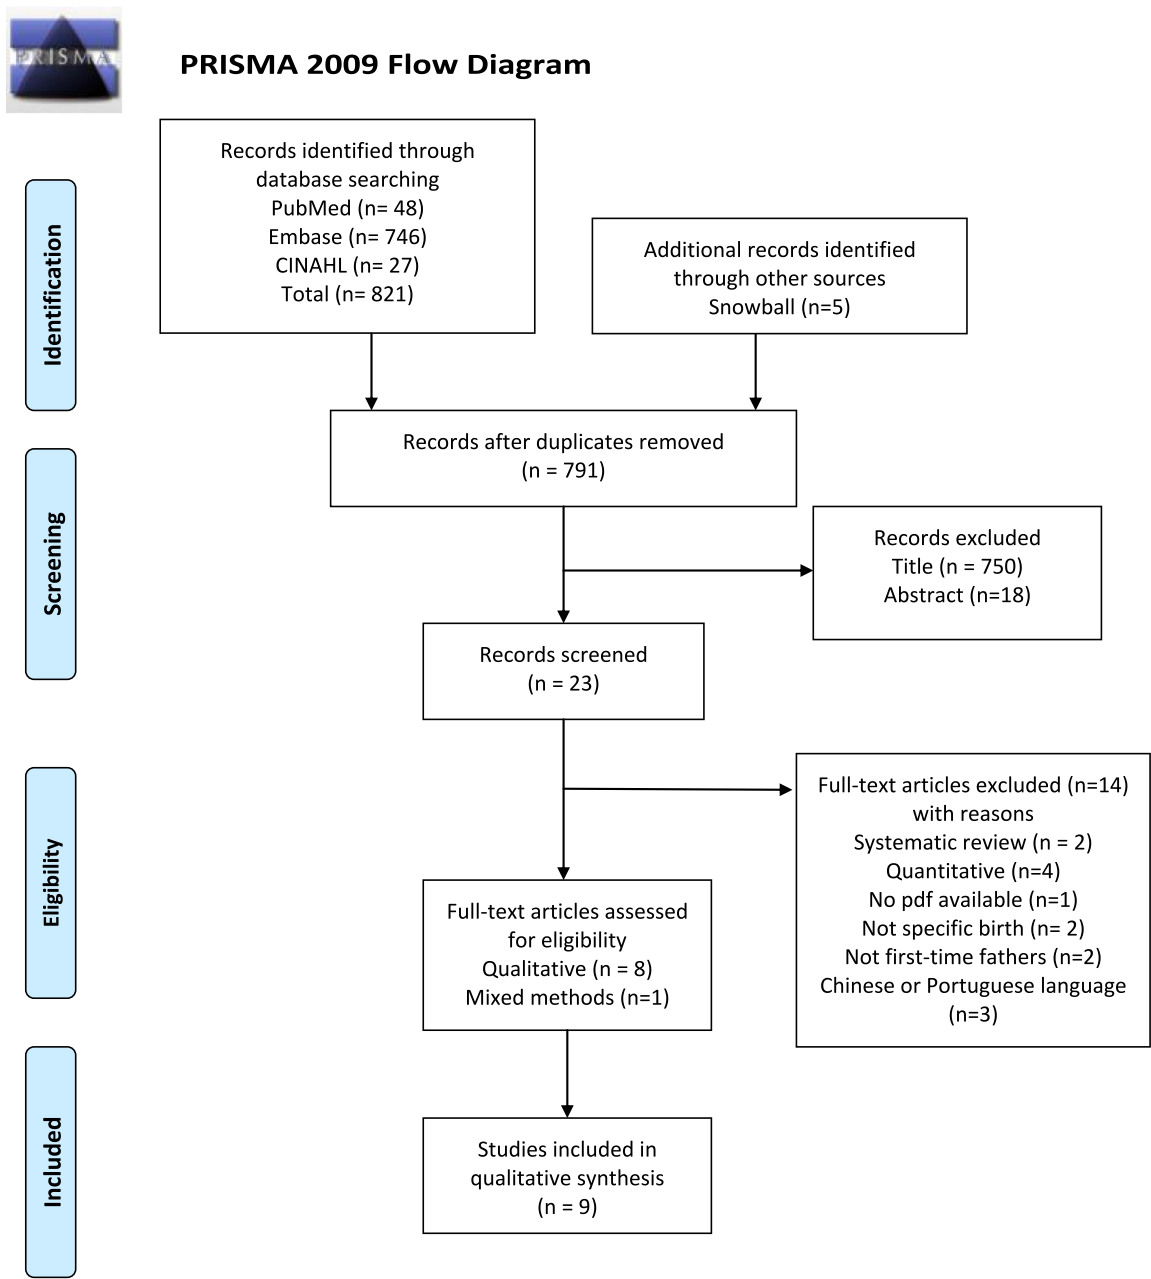 PRISMA
PRISMA 2009 Flow Diagram
Identification
Records identified through
database searching
PubMed (n= 48)
Embase (n= 746)
CINAHL (n= 27)
Total (n= 821)
Additional records identified
through other sources
Snowball (n=5)
Records after duplicates removed
(n = 791)
Screening
Records excluded
Title (n = 750)
Abstract (n=18)
Records screened
(n = 23)
Eligibility
Full-text articles excluded (n=14)
with reasons
Systematic review (n = 2)
Quantitative (n=4)
No pdf available (n=1)
Not specific birth (n= 2)
Not first-time fathers (n=2)
Chinese or Portuguese language
(n=3)
Full-text articles assessed
for eligibility
Qualitative (n = 8)
Mixed methods (n=1)
Included
Studies included in
qualitative synthesis
(n = 9)